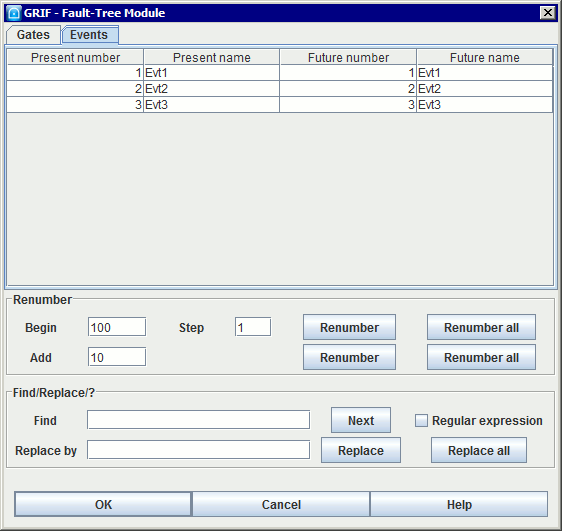 GRIF - Fault-Tree Module
Gates Events
Present number Present name Future number Future name
1 Evt1 1 Evt1
2 Evt2 2 Evt2
3 Evt3 3 Evt3
Renumber
Begin 100 Step 1 Renumber Renumber all
Add 10 Renumber Renumber all
Find/Replace/?
Find Next Regular expression
Replace by Replace Replace all
OK Cancel Help